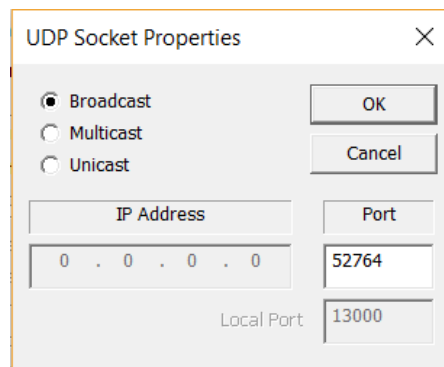 UDP Socket Properties
Broadcast
OK
Multicast
Unicast
Cancel
IP Address
Port
0 . 0 . 0 . 0
52764
Local Port
13000